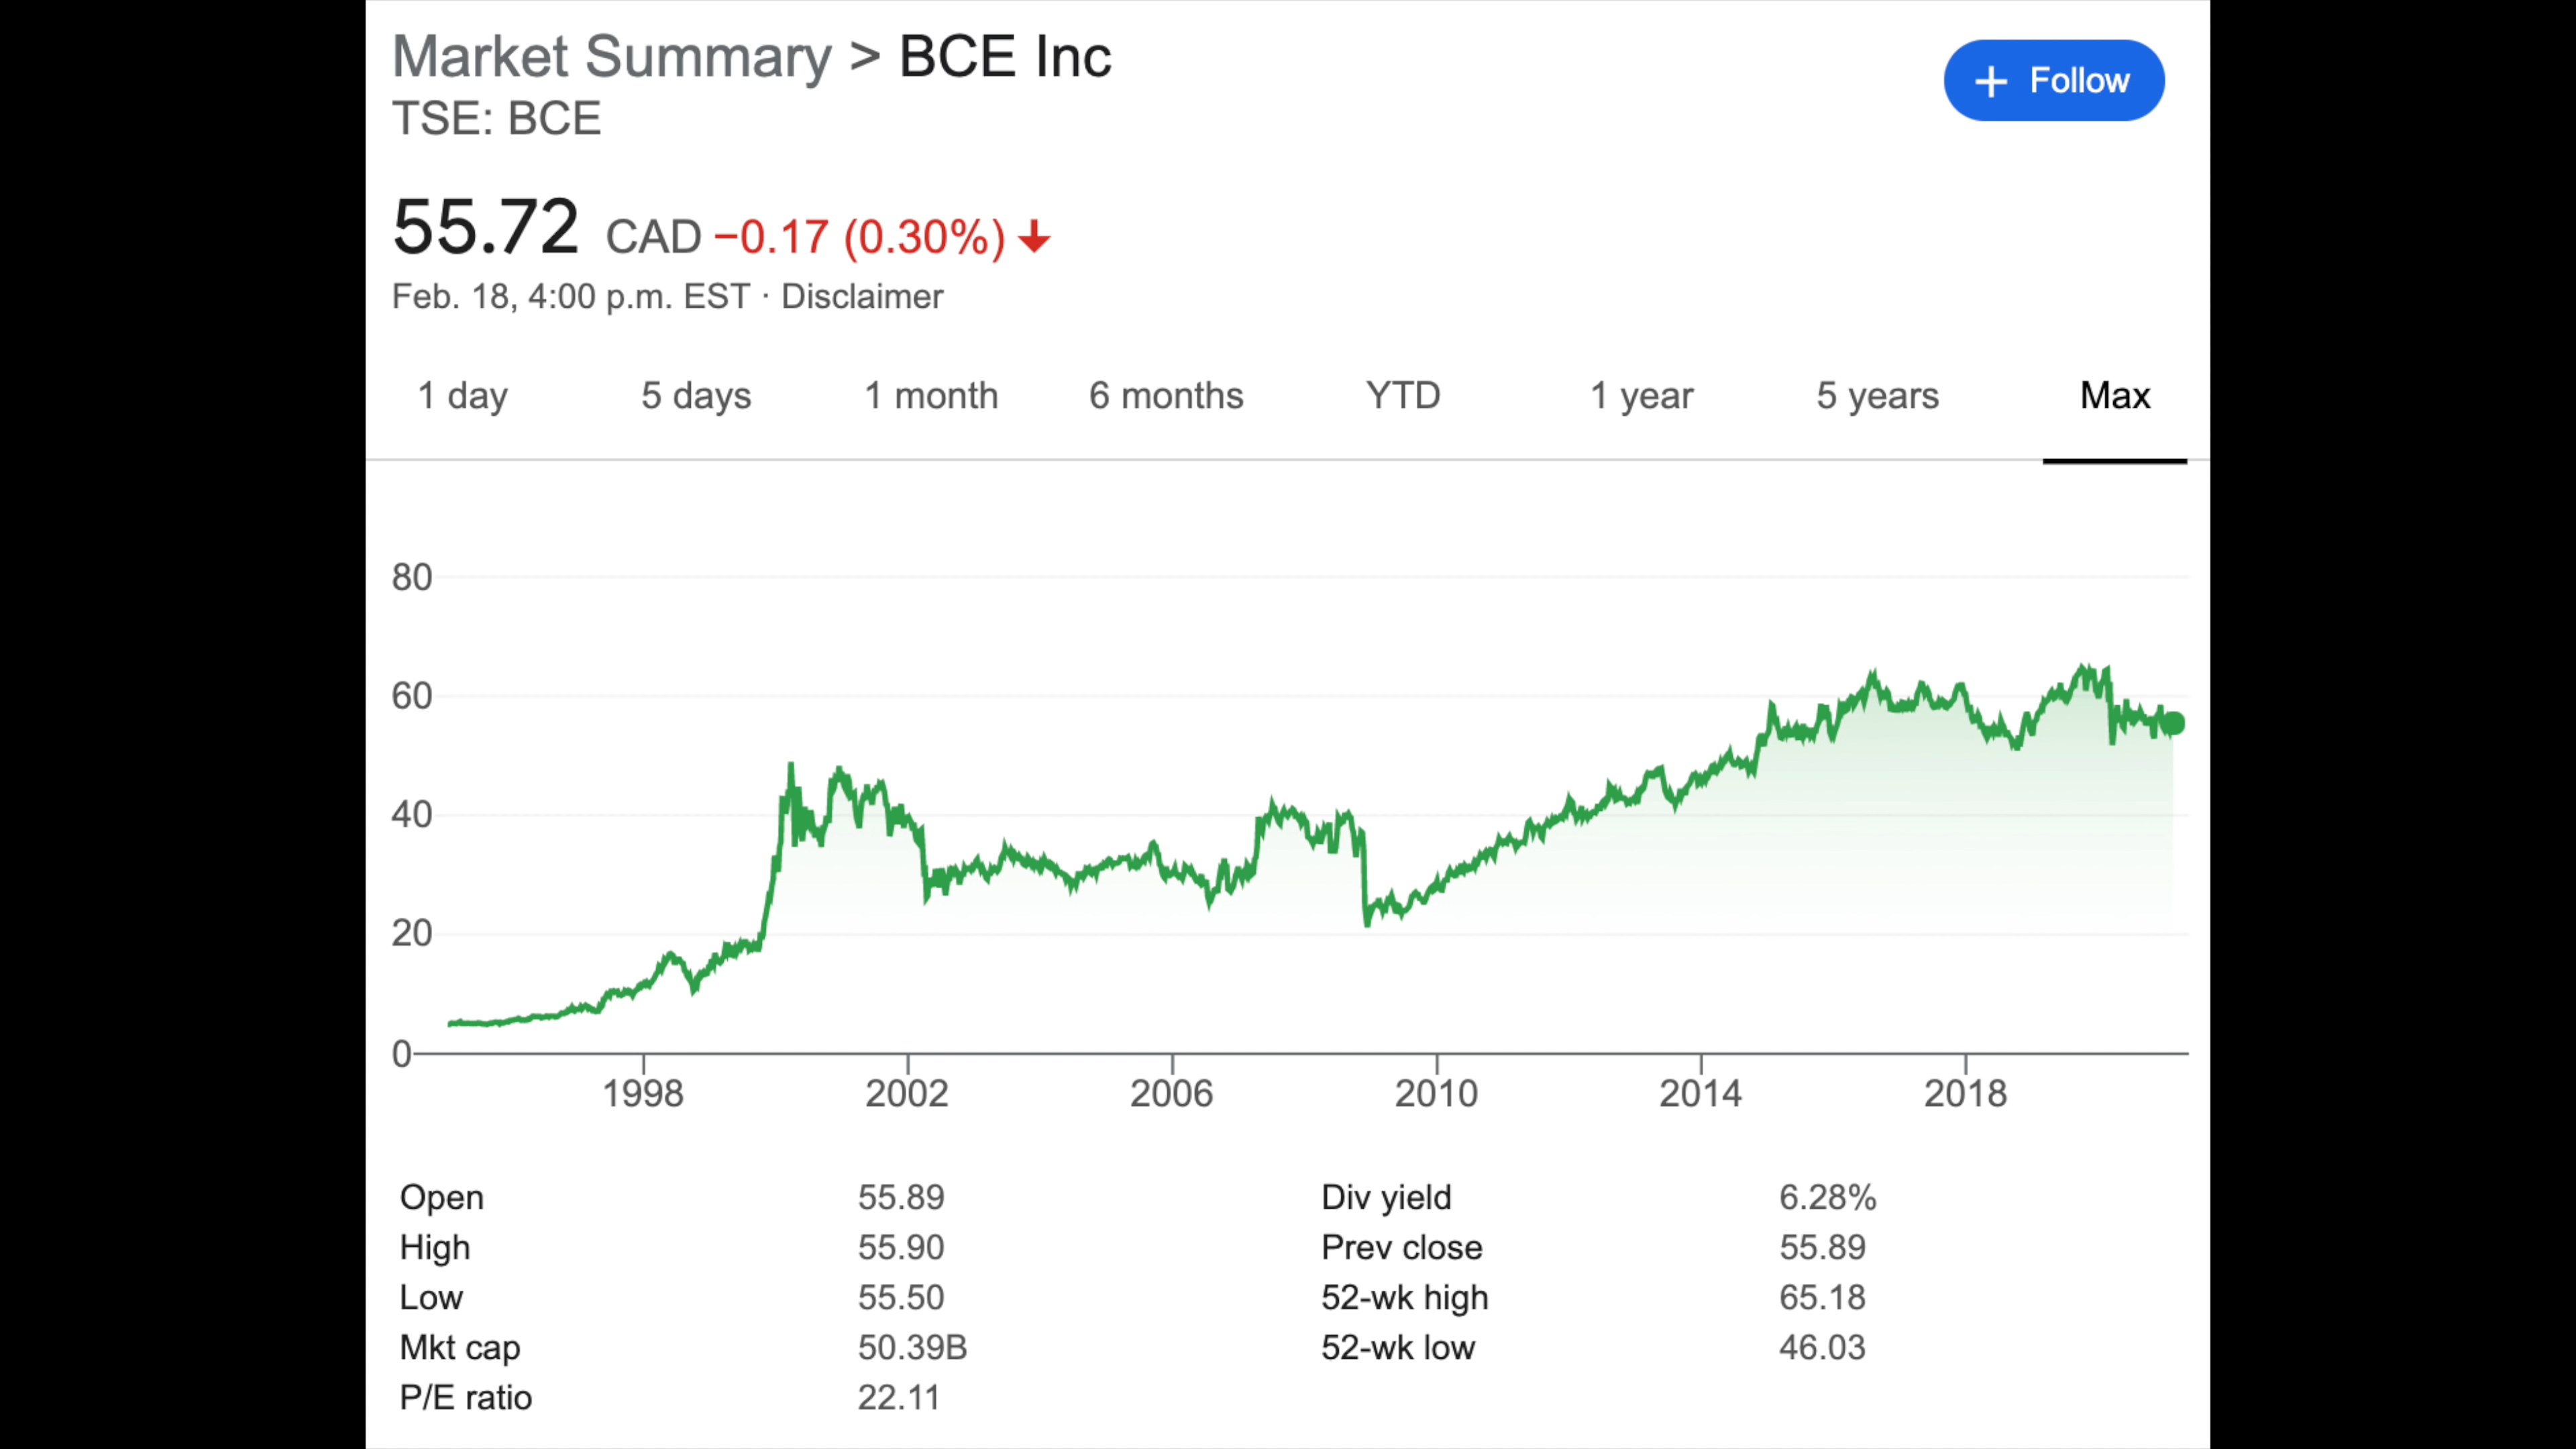 Market Summary > BCE Inc
+ Follow
TSE: BCE
55.72 CAD −0.17 (0.30%)
Feb. 18, 4:00 p.m. EST · Disclaimer
1 day 5 days 1 month 6 months YTD 1 year 5 years Max
80
60
40
20
0
1998 2002 2006 2010 2014 2018
Open 55.89 Div yield 6.28%
High 55.90 Prev close 55.89
Low 55.50 52-wk high 65.18
Mkt cap 50.39B 52-wk low 46.03
P/E ratio 22.11